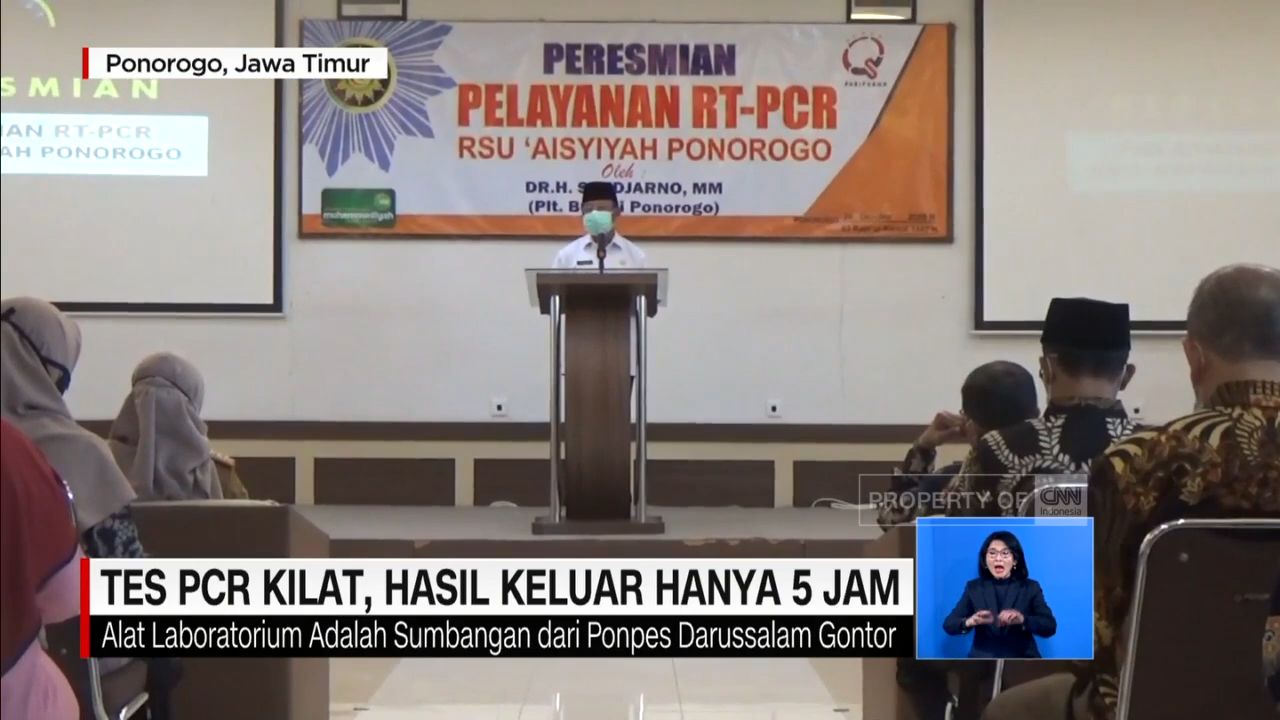 Ponorogo, Jawa Timur
SMIAN
AN RT-PCR
AH PONOROGO
PERESMIAN
PELAYANAN RT-PCR
RSU 'AISYIYAH PONOROGO
Oleh :
DR.H. S DJARNO, MM
(Plt. B i Ponorogo)
muhammadiyah
PARIPURNA
PROPERTY OF CNN Indonesia
TES PCR KILAT, HASIL KELUAR HANYA 5 JAM
Alat Laboratorium Adalah Sumbangan dari Ponpes Darussalam Gontor